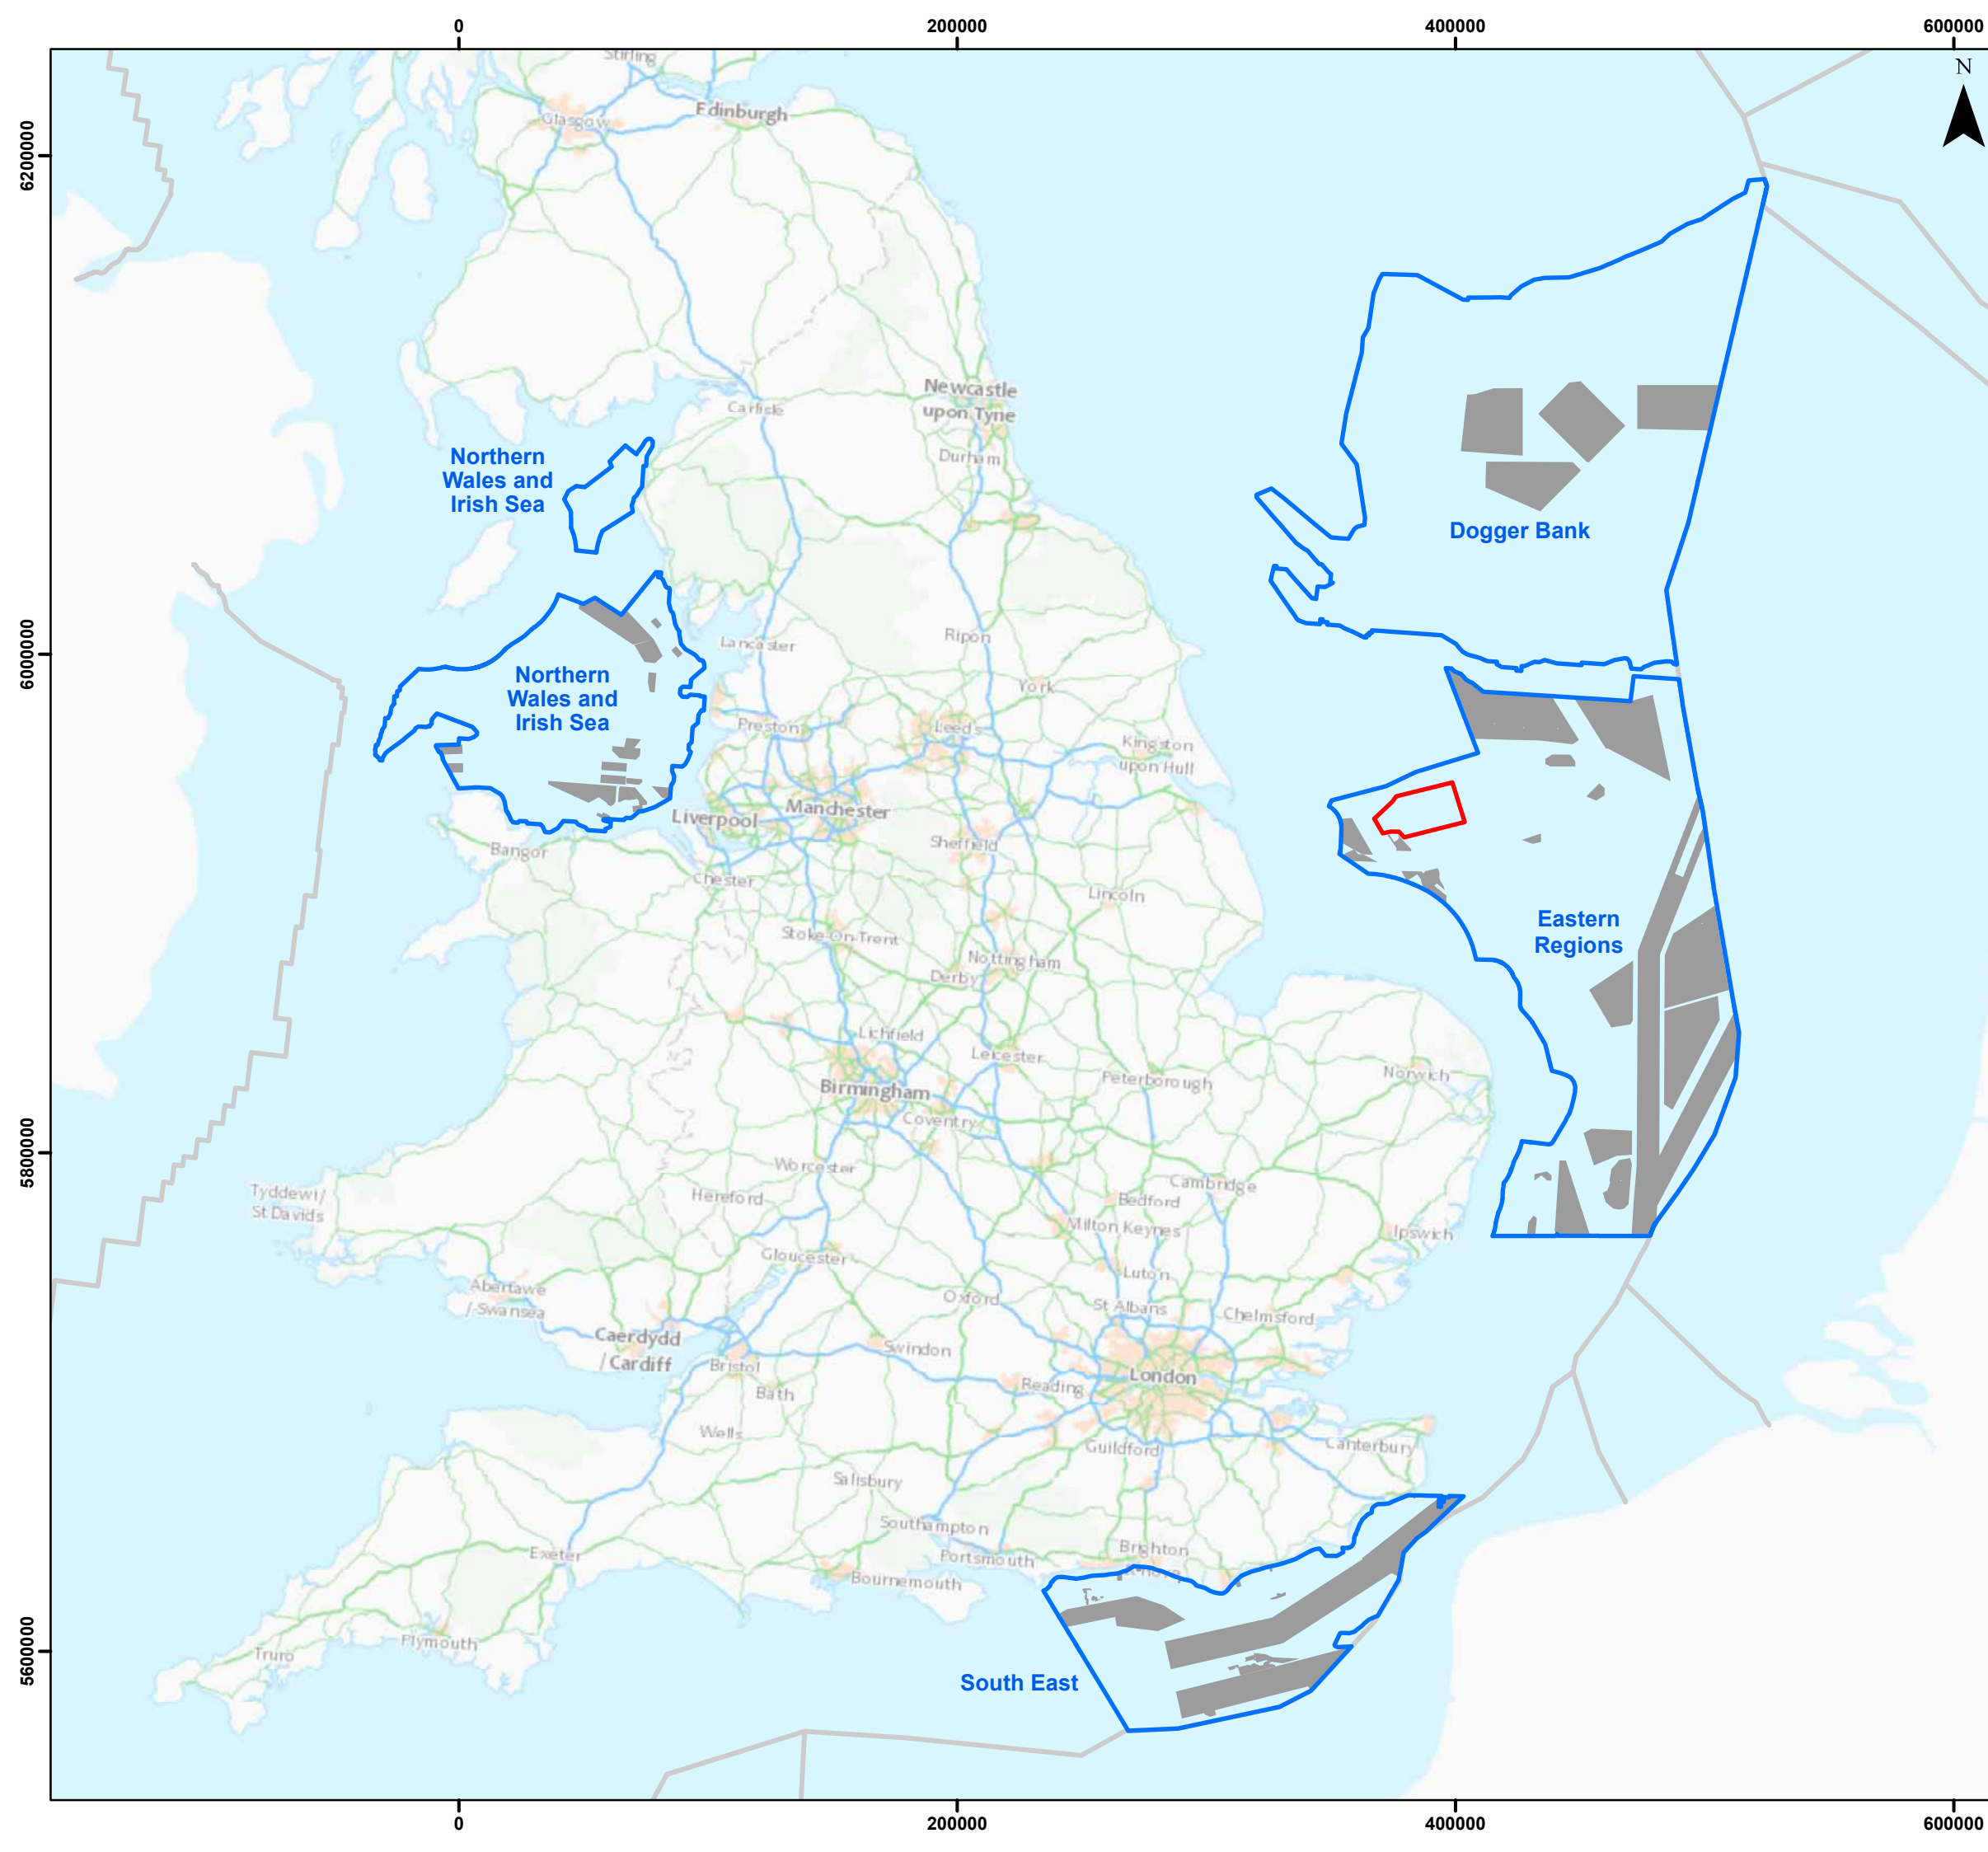 0
200000
400000
600000
N
6200000
6000000
5800000
5600000
Stirling
Glasgow
Edinburgh
Newcastle
upon Tyne
Carlisle
Durham
Northern
Wales and
Irish Sea
Dogger Bank
Lancaster
Ripon
Northern
Wales and
Irish Sea
York
Preston
Leeds
Kingston
upon Hull
Liverpool
Manchester
Sheffield
Bangor
Chester
Lincoln
Eastern
Regions
Stoke-On-Trent
Nottingham
Derby
Lichfield
Leicester
Peterborough
Norwich
Birmingham
Coventry
Worcester
Hereford
Cambridge
Bedford
Milton Keynes
Ipswich
Tyddewi/
St Davids
Gloucester
Luton
Abertawe
/ Swansea
Oxford
St Albans
Chelmsford
Caerdydd
/ Cardiff
Bristol
Swindon
London
Bath
Reading
Wells
Guildford
Canterbury
Salisbury
Southampton
Portsmouth
Brighton
Exeter
Bournemouth
Plymouth
Truro
South East
0
200000
400000
600000